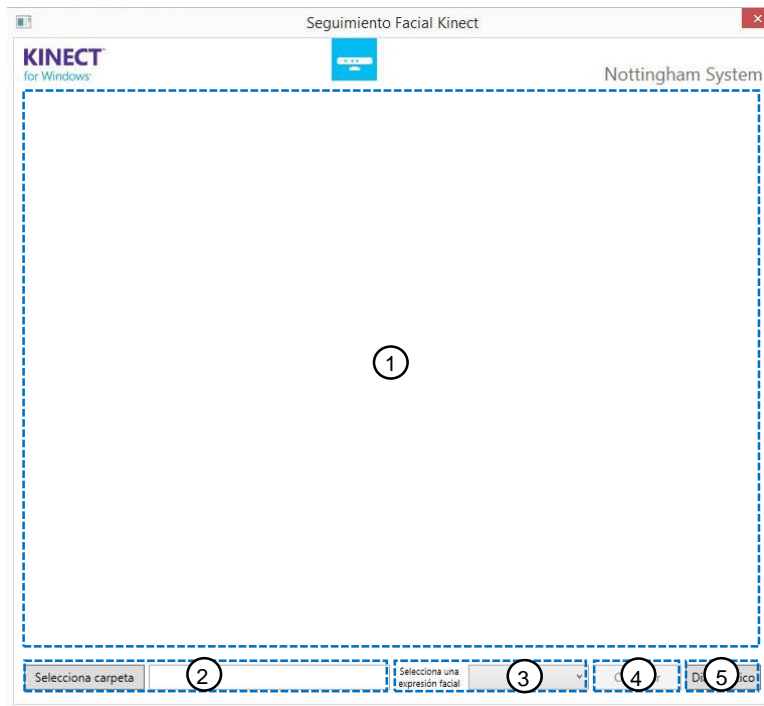 Seguimiento Facial Kinect
KINECT
for Windows
Nottingham System
1
Selecciona carpeta
2
Selecciona una
expresión facial
3
4
5